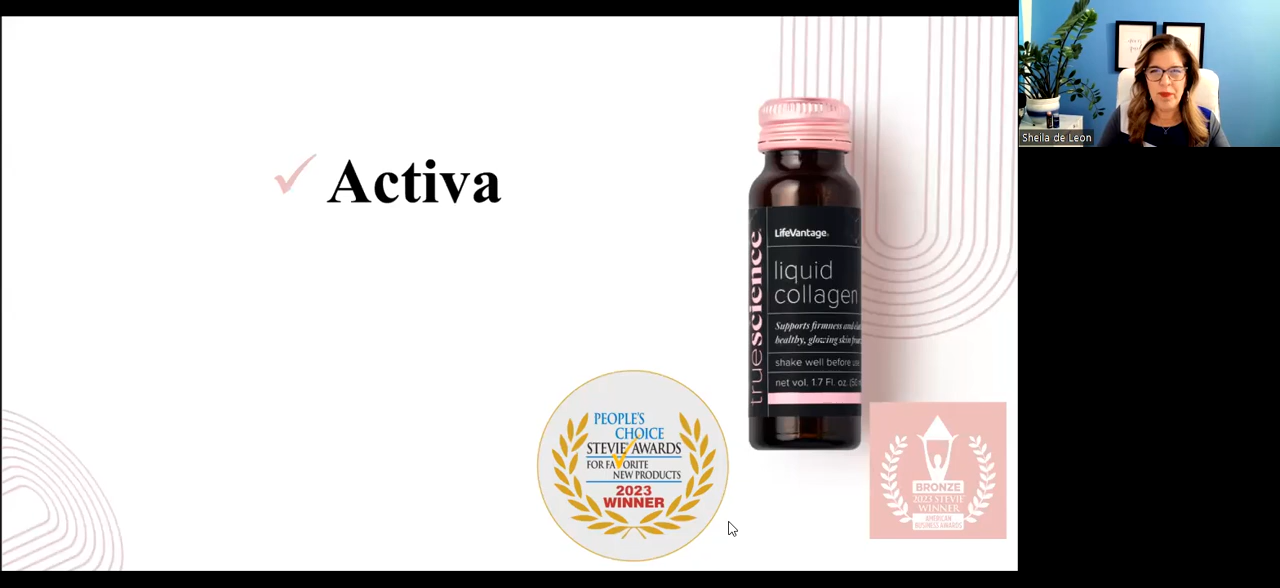 Activa
LifeVantage
truescience
liquid
collagen
Supports firmness and
healthy, glowing skin
shake well before use
net vol. 1.7 Fl. oz.
PEOPLE'S
CHOICE
STEVIE AWARDS
FOR FAVORITE
NEW PRODUCTS
2023
WINNER
BRONZE
2023 STEVIE
WINNER
AMERICAN
BUSINESS AWARDS
Sheila de Leon